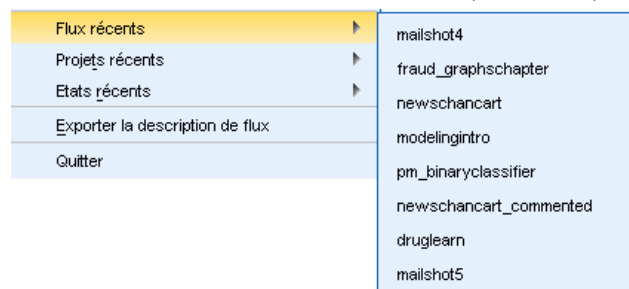 Flux récents
Projets récents
Etats récents
Exporter la description de flux
Quitter
mailshot4
fraud_graphschapter
newschancart
modelingintro
pm_binaryclassifier
newschancart_commented
druglearn
mailshot5